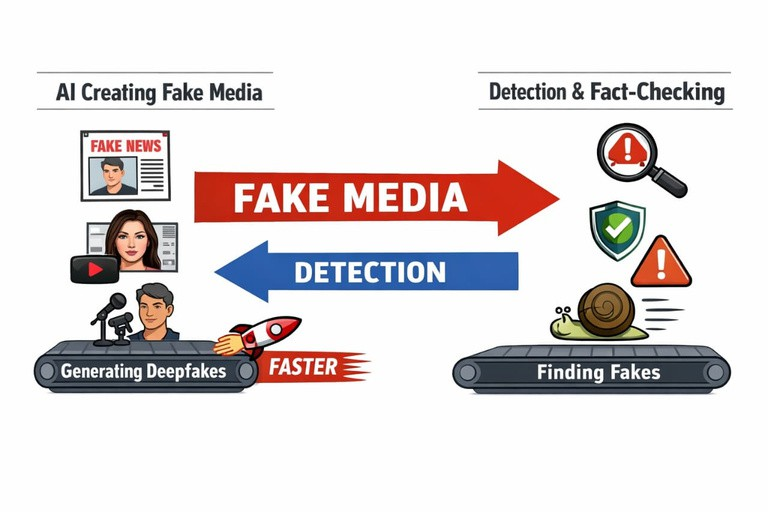 AI Creating Fake Media
Detection & Fact-Checking
FAKE NEWS
FAKE MEDIA
DETECTION
Generating Deepfakes
FASTER
Finding Fakes